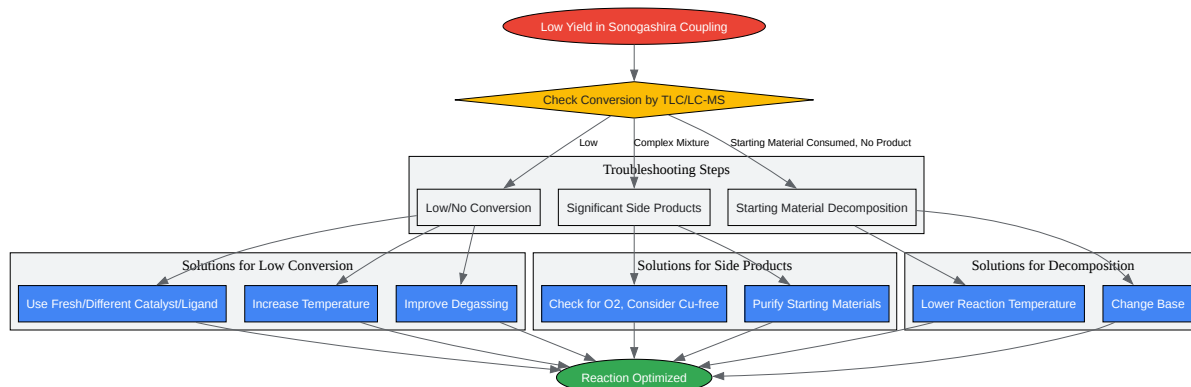 Low Yield in Sonogashira Coupling
Check Conversion by TLC/LC-MS
Low
Complex Mixture
Starting Material Consumed, No Product
Troubleshooting Steps
Low/No Conversion
Significant Side Products
Starting Material Decomposition
Solutions for Low Conversion
Solutions for Side Products
Solutions for Decomposition
Use Fresh/Different Catalyst/Ligand
Increase Temperature
Improve Degassing
Check for O2, Consider Cu-free
Purify Starting Materials
Lower Reaction Temperature
Change Base
Reaction Optimized